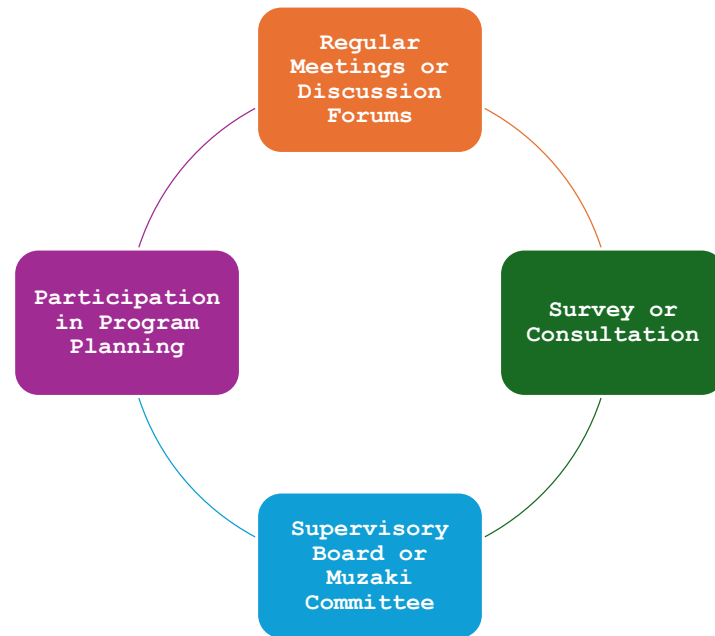 Regular
Meetings or
Discussion
Forums
Participation
in Program
Planning
Survey or
Consultation
Supervisory
Board or
Muzaki
Committee